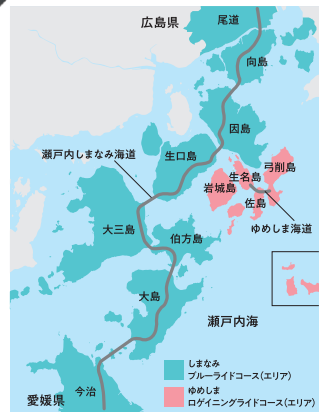 広島県
尾道
向島
因島
瀬戸内しまなみ海道
生口島
弓削島
生名島
岩城島
佐島
大三島
伯方島
ゆめしま海道
大島
瀬戸内海
しまなみ
ブルーライドコース(エリア)
今治
愛媛県
ゆめしま
ロゲイニングライドコース(エリア)